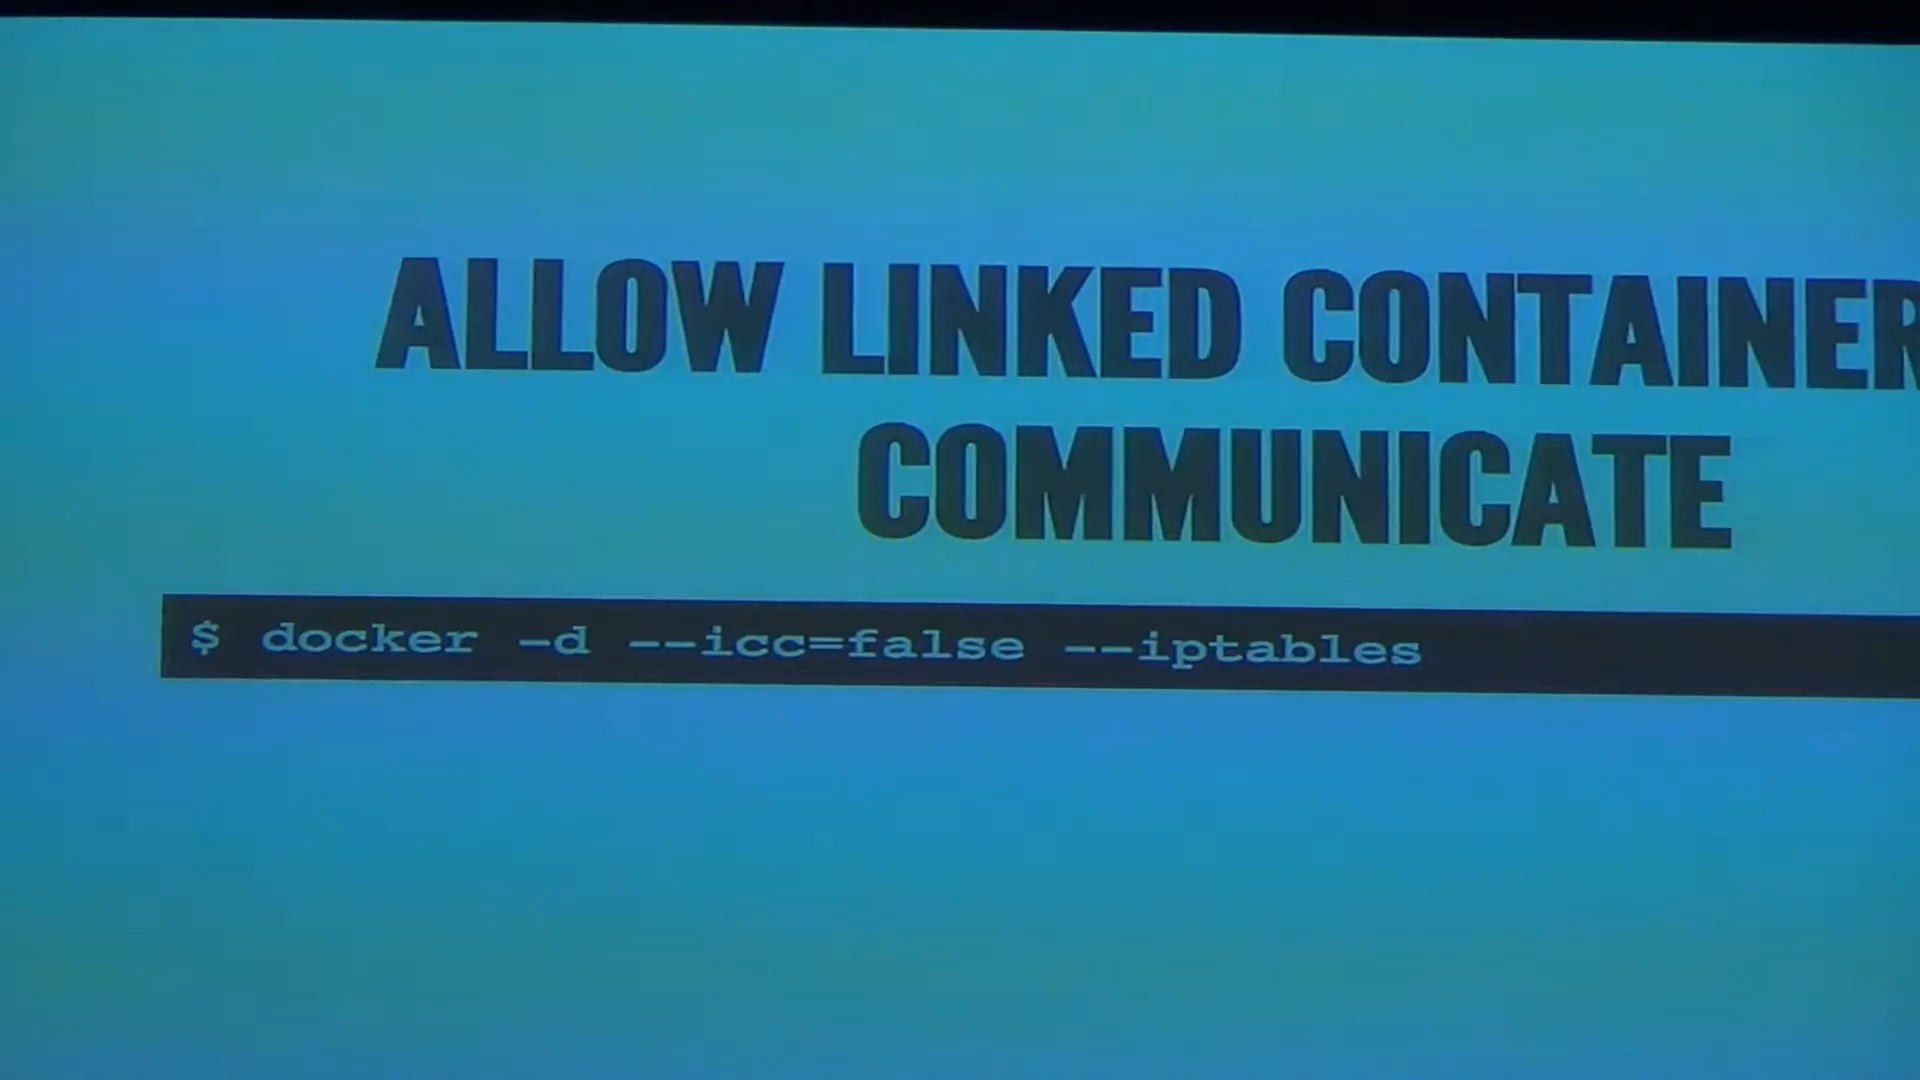 ALLOW LINKED CONTAINER
COMMUNICATE
$ docker -d --icc=false --iptables